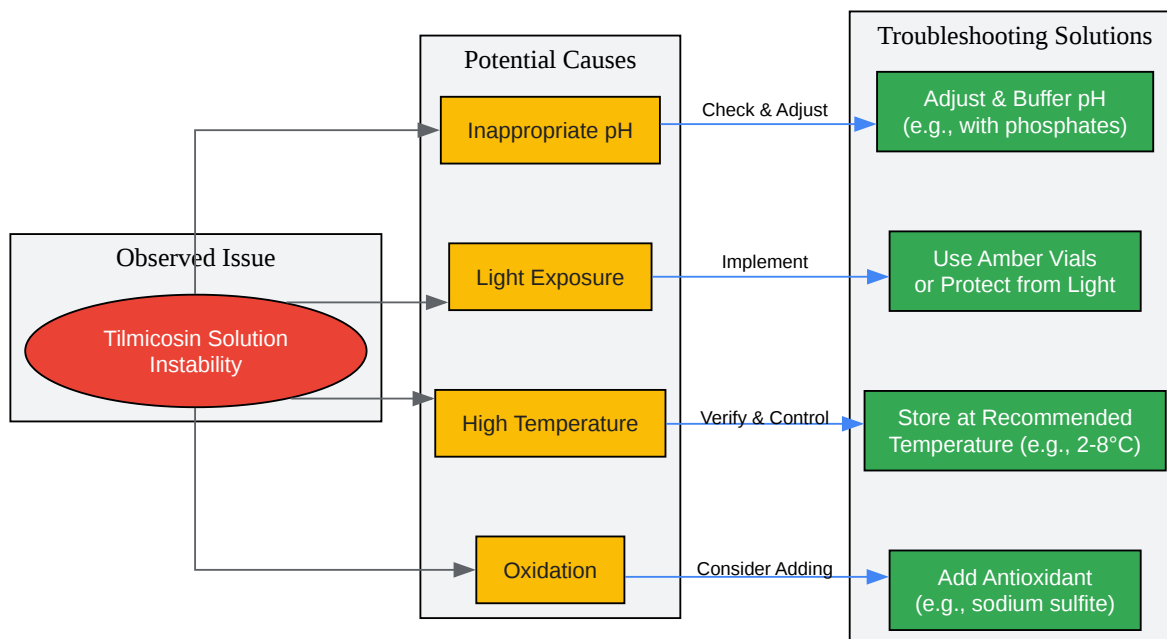 Observed Issue
Tilmicosin Solution
Instability
Potential Causes
Inappropriate pH
Light Exposure
High Temperature
Oxidation
Check & Adjust
Implement
Verify & Control
Consider Adding
Troubleshooting Solutions
Adjust & Buffer pH
(e.g., with phosphates)
Use Amber Vials
or Protect from Light
Store at Recommended
Temperature (e.g., 2-8°C)
Add Antioxidant
(e.g., sodium sulfite)